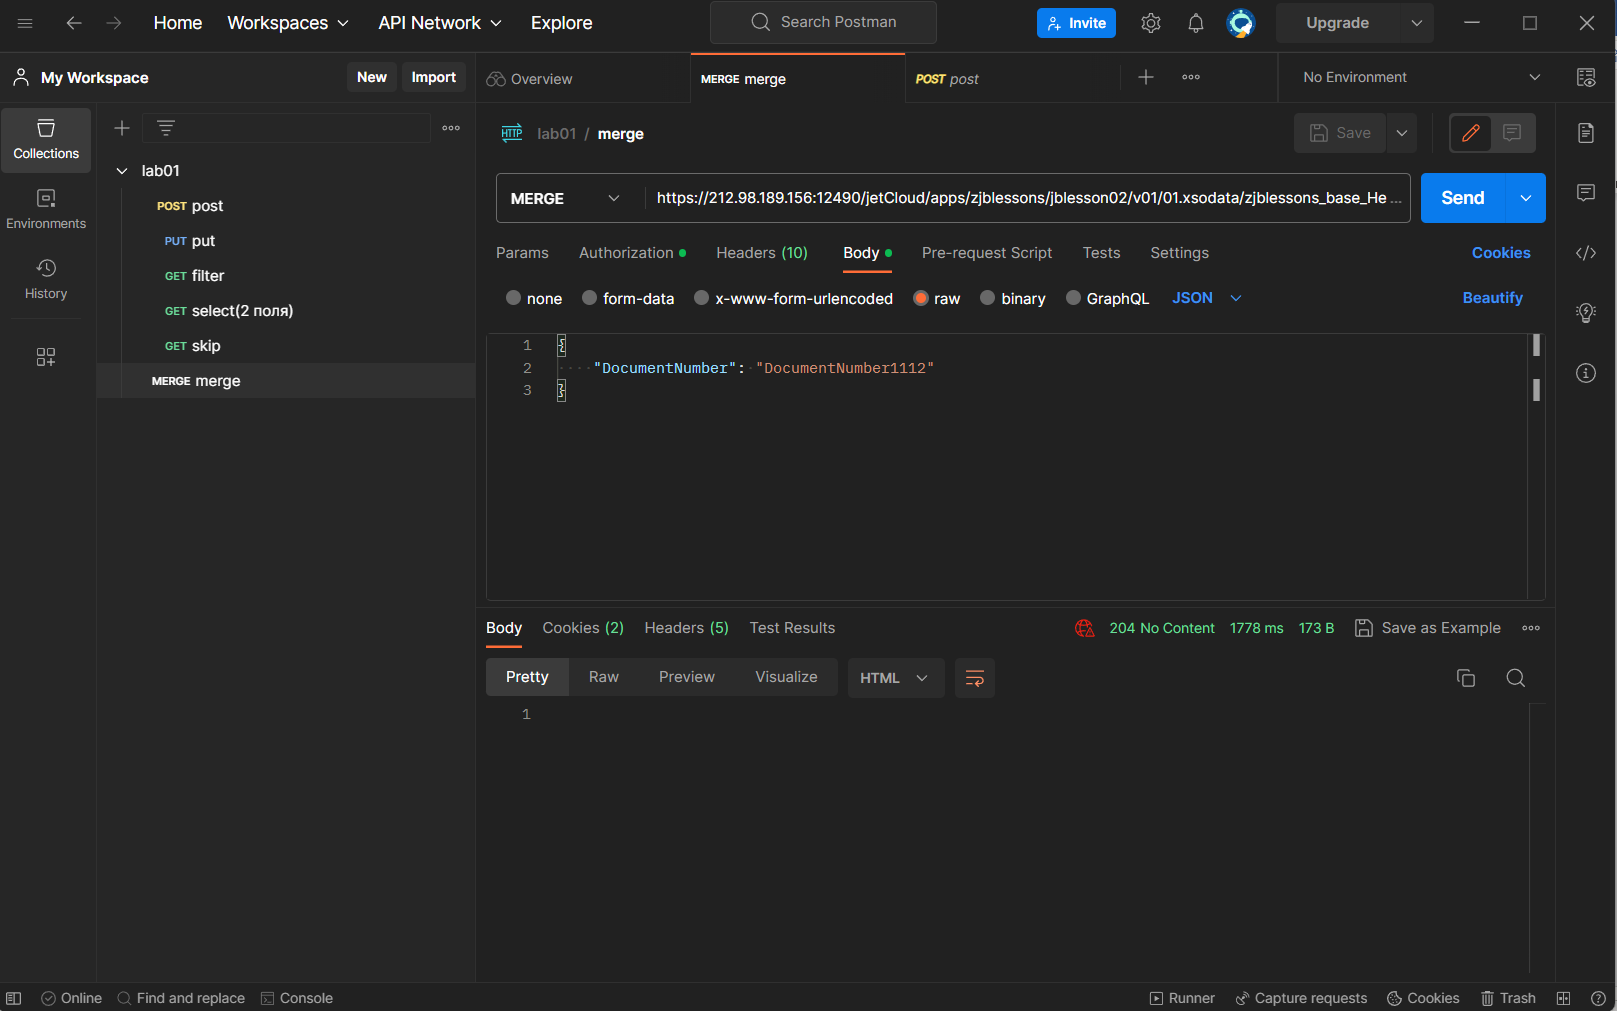 Home Workspaces API Network Explore Search Postman Invite Upgrade
My Workspace New Import Overview MERGE merge POST post No Environment
Collections
Environments
History
lab01
POST post
PUT put
GET filter
GET select(2 поля)
GET skip
MERGE merge
HTTP lab01 / merge Save
MERGE https://212.98.189.156:12490/jetCloud/apps/zjblessons/jblesson02/v01/01.xsodata/zjblessons_base_He ... Send
Params Authorization Headers (10) Body Pre-request Script Tests Settings Cookies
none form-data x-www-form-urlencoded raw binary GraphQL JSON Beautify
1 {
2 "DocumentNumber": "DocumentNumber1112"
3 }
Body Cookies (2) Headers (5) Test Results 204 No Content 1778 ms 173 B Save as Example
Pretty Raw Preview Visualize HTML
1
Online Find and replace Console Runner Capture requests Cookies Trash